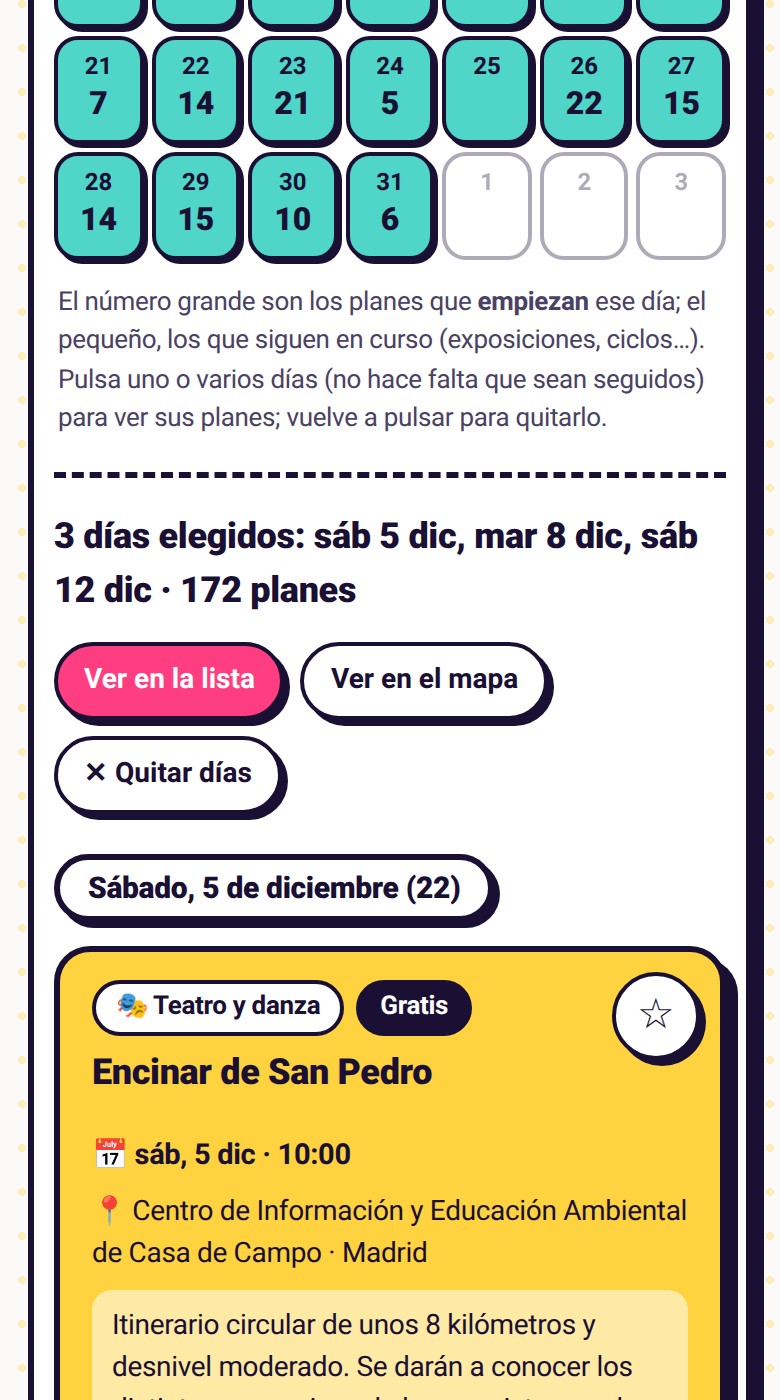 21 22 23 24 25 26 27
7 14 21 5 22 15
28 29 30 31 1 2 3
14 15 10 6
El número grande son los planes que empiezan ese día; el
pequeño, los que siguen en curso (exposiciones, ciclos…).
Pulsa uno o varios días (no hace falta que sean seguidos)
para ver sus planes; vuelve a pulsar para quitarlo.
3 días elegidos: sáb 5 dic, mar 8 dic, sáb
12 dic · 172 planes
Ver en la lista Ver en el mapa
✕ Quitar días
Sábado, 5 de diciembre (22)
🎭 Teatro y danza Gratis ☆
Encinar de San Pedro
📅 sáb, 5 dic · 10:00
📍 Centro de Información y Educación Ambiental
de Casa de Campo · Madrid
Itinerario circular de unos 8 kilómetros y
desnivel moderado. Se darán a conocer los